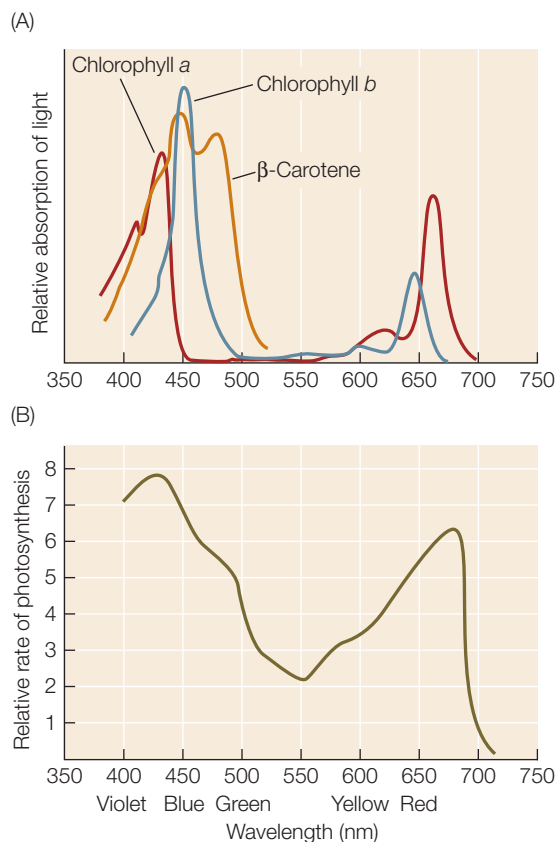 (A)
Chlorophyll a
Chlorophyll b
β-Carotene
Relative absorption of light
350 400 450 500 550 600 650 700 750
(B)
8
7
6
5
4
3
2
1
Relative rate of photosynthesis
350 400 450 500 550 600 650 700 750
Violet Blue Green Yellow Red
Wavelength (nm)